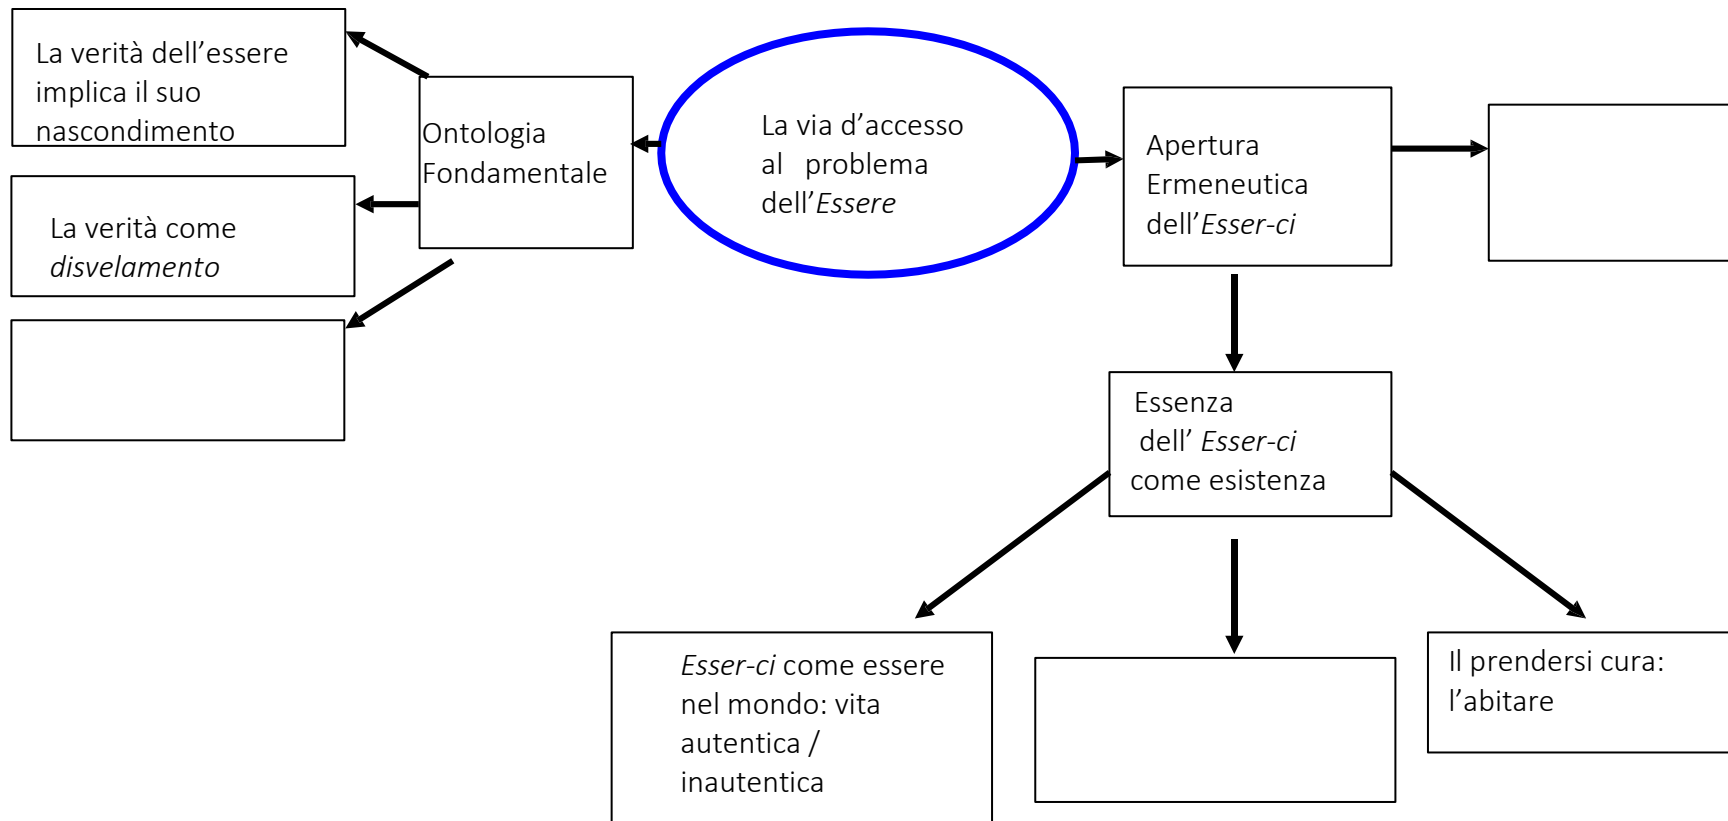 La verità dell’essere
implica il suo
nascondimento
Ontologia
Fondamentale
La verità come
disvelamento
La via d’accesso
al problema
dell’Essere
Apertura
Ermeneutica
dell’Esser-ci
Essenza
dell’ Esser-ci
come esistenza
Esser-ci come essere
nel mondo: vita
autentica /
inautentica
Il prendersi cura:
l’abitare